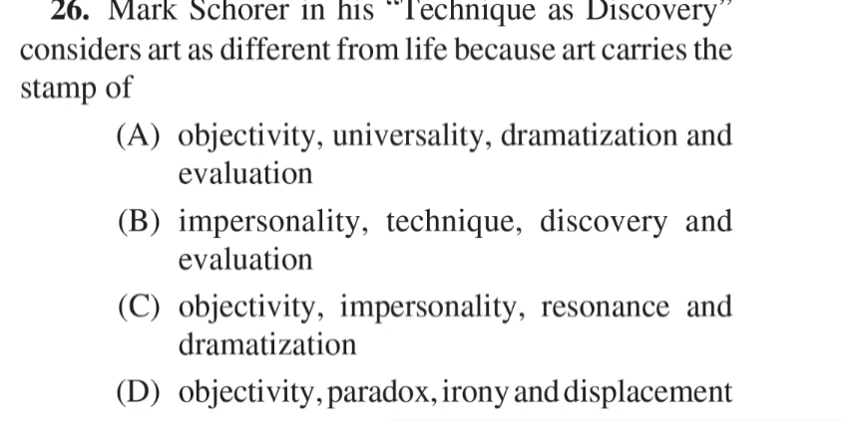 26. Mark Schorer in his “Technique as Discovery”
considers art as different from life because art carries the
stamp of
(A) objectivity, universality, dramatization and
evaluation
(B) impersonality, technique, discovery and
evaluation
(C) objectivity, impersonality, resonance and
dramatization
(D) objectivity, paradox, irony and displacement